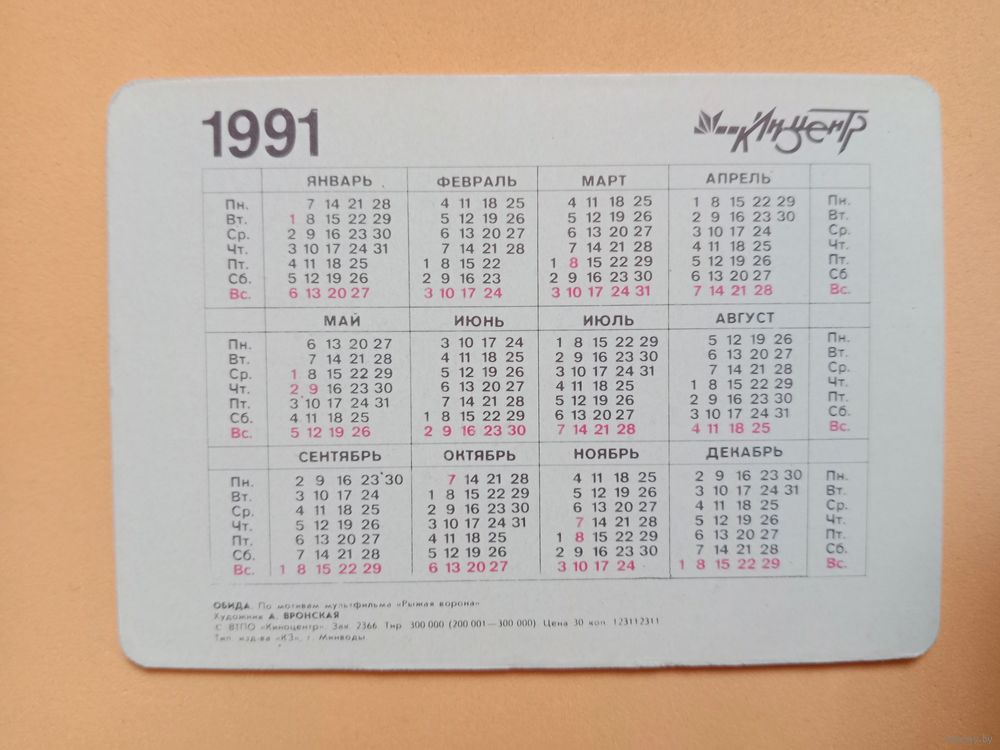 1991 Киноцентр
ЯНВАРЬ ФЕВРАЛЬ МАРТ АПРЕЛЬ
Пн. 7 14 21 28 4 11 18 25 4 11 18 25 1 8 15 22 29 Пн.
Вт. 1 8 15 22 29 5 12 19 26 5 12 19 26 2 9 16 23 30 Вт.
Ср. 2 9 16 23 30 6 13 20 27 6 13 20 27 3 10 17 24 Ср.
Чт. 3 10 17 24 31 7 14 21 28 7 14 21 28 4 11 18 25 Чт.
Пт. 4 11 18 25 1 8 15 22 1 8 15 22 29 5 12 19 26 Пт.
Сб. 5 12 19 26 2 9 16 23 2 9 16 23 30 6 13 20 27 Сб
Вс. 6 13 20 27 3 10 17 24 3 10 17 24 31 7 14 21 28 Вс.
МАЙ ИЮНЬ ИЮЛЬ АВГУСТ
Пн. 6 13 20 27 3 10 17 24 1 8 15 22 29 5 12 19 26 Пн.
Вт. 7 14 21 28 4 11 18 25 2 9 16 23 30 6 13 20 27 Вт.
Ср. 1 8 15 22 29 5 12 19 26 3 10 17 24 31 7 14 21 28 Ср.
Чт. 2 9 16 23 30 6 13 20 27 4 11 18 25 1 8 15 22 29 Чт.
Пт. 3 10 17 24 31 7 14 21 28 5 12 19 26 2 9 16 23 30 Пт.
Сб. 4 11 18 25 1 8 15 22 29 6 13 20 27 3 10 17 24 31 Сб.
Вс. 5 12 19 26 2 9 16 23 30 7 14 21 28 4 11 18 25 Вс.
СЕНТЯБРЬ ОКТЯБРЬ НОЯБРЬ ДЕКАБРЬ
Пн. 2 9 16 23 30 7 14 21 28 4 11 18 25 2 9 16 23 30 Пн.
Вт. 3 10 17 24 1 8 15 22 29 5 12 19 26 3 10 17 24 31 Вт.
Ср. 4 11 18 25 2 9 16 23 30 6 13 20 27 4 11 18 25 Ср.
Чт. 5 12 19 26 3 10 17 24 31 7 14 21 28 5 12 19 26 Чт.
Пт. 6 13 20 27 4 11 18 25 1 8 15 22 29 6 13 20 27 Пт.
Сб. 7 14 21 28 5 12 19 26 2 9 16 23 30 7 14 21 28 Сб.
Вс. 1 8 15 22 29 6 13 20 27 3 10 17 24 1 8 15 22 29 Вс.
ОБИДА. По мотивам мультфильма «Рыжая ворона»
Художник А. ВРОНСКАЯ
С ВТПО «Киноцентр». Зак. 2366 Тир. 300 000 (200 001—300 000). Цена 30 коп. 123112311
Тип. изд-ва «КЗ», г. Минводы